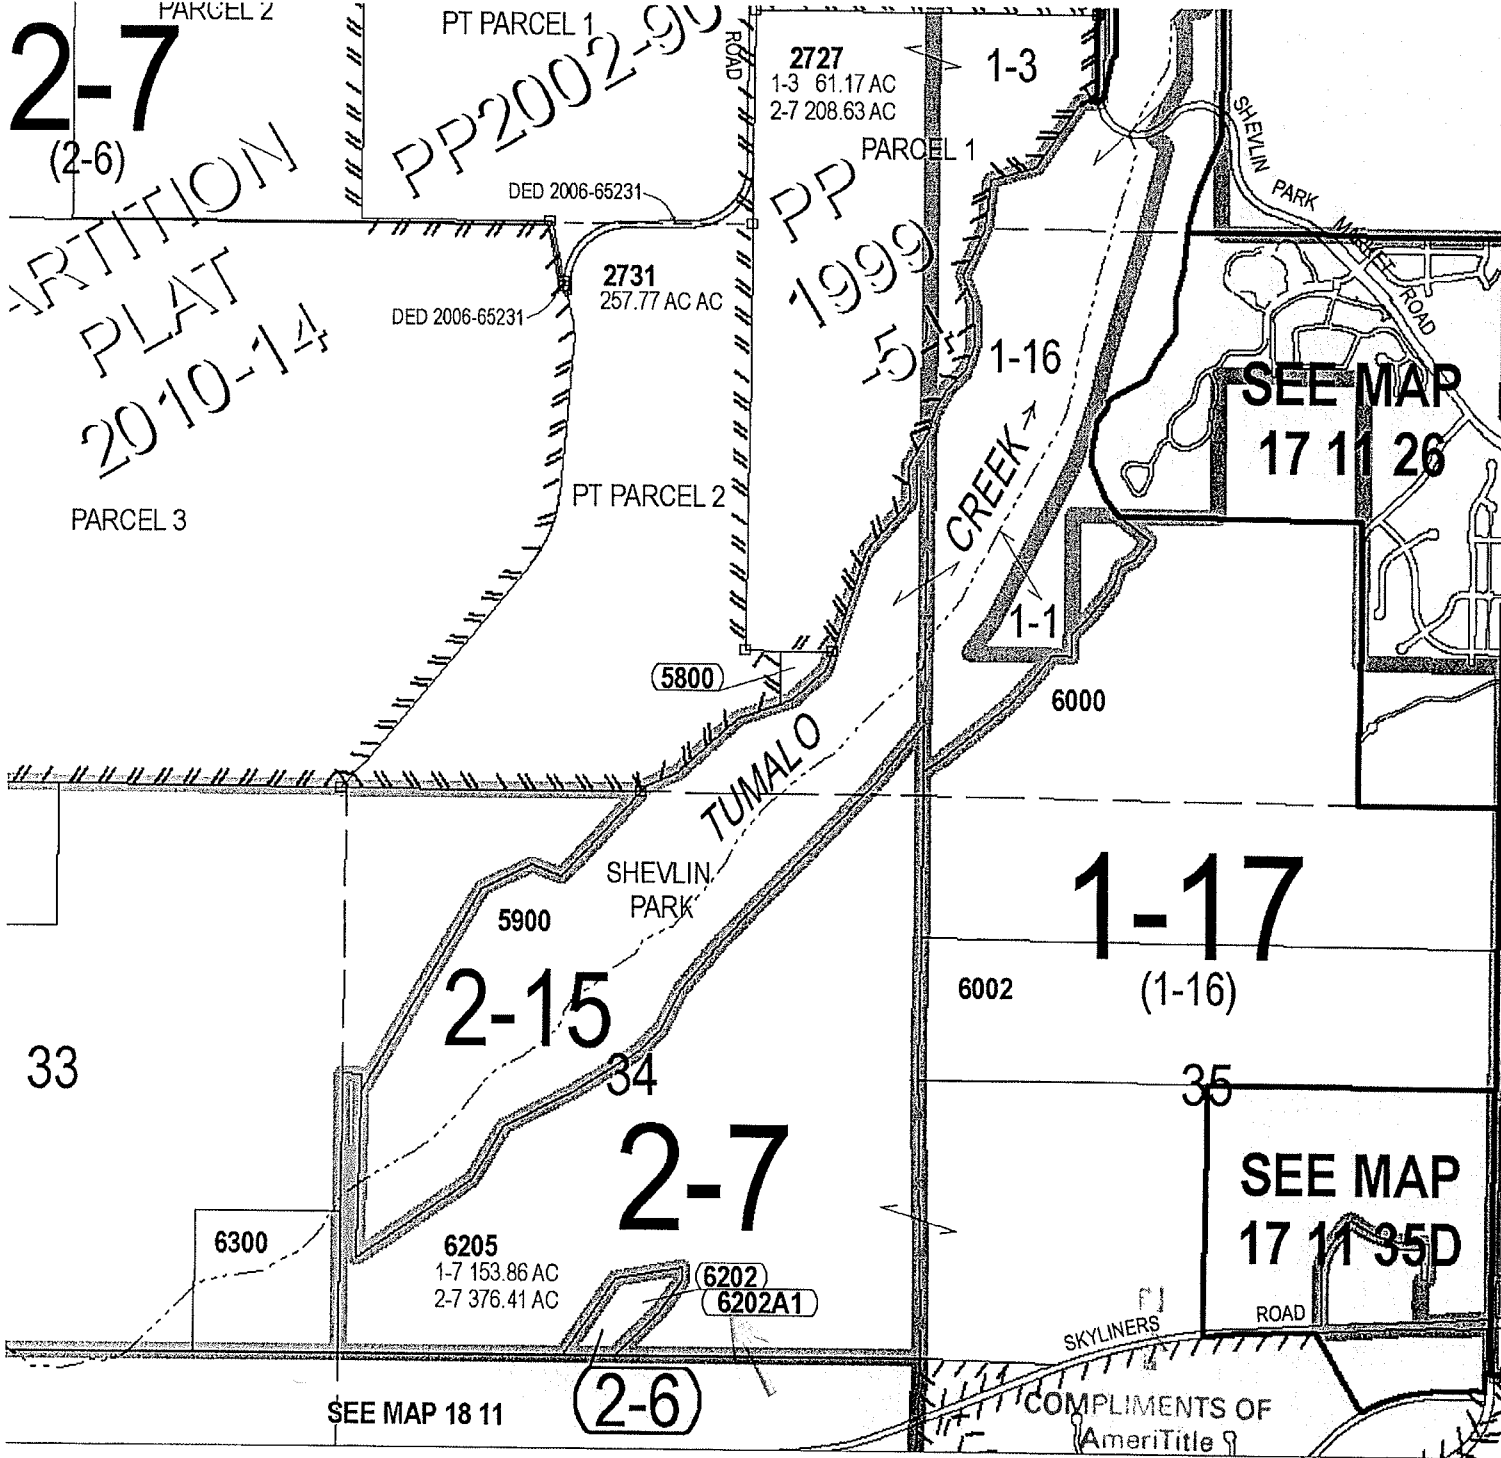 PARCEL 2
2-7
(2-6)
PARTITION
PLAT
2010-14
PARCEL 3
PT PARCEL 1
PP2002-90
ROAD
DED 2006-65231
2731
257.77 AC AC
DED 2006-65231
PT PARCEL 2
2727
1-3 61.17 AC
2-7 208.63 AC
PARCEL 1
PP
1999
-54
1-3
1-16
SHEVLIN
PARK
MARKET
ROAD
SEE MAP
17 11 26
CREEK
1-1
5800
6000
TUMALO
SHEVLIN
PARK
5900
2-15
34
33
1-17
(1-16)
6002
35
2-7
SEE MAP
17 11 35D
6300
6205
1-7 153.86 AC
2-7 376.41 AC
6202
6202A1
SKYLINERS
ROAD
2-6
SEE MAP 18 11
COMPLIMENTS OF
AmeriTitle